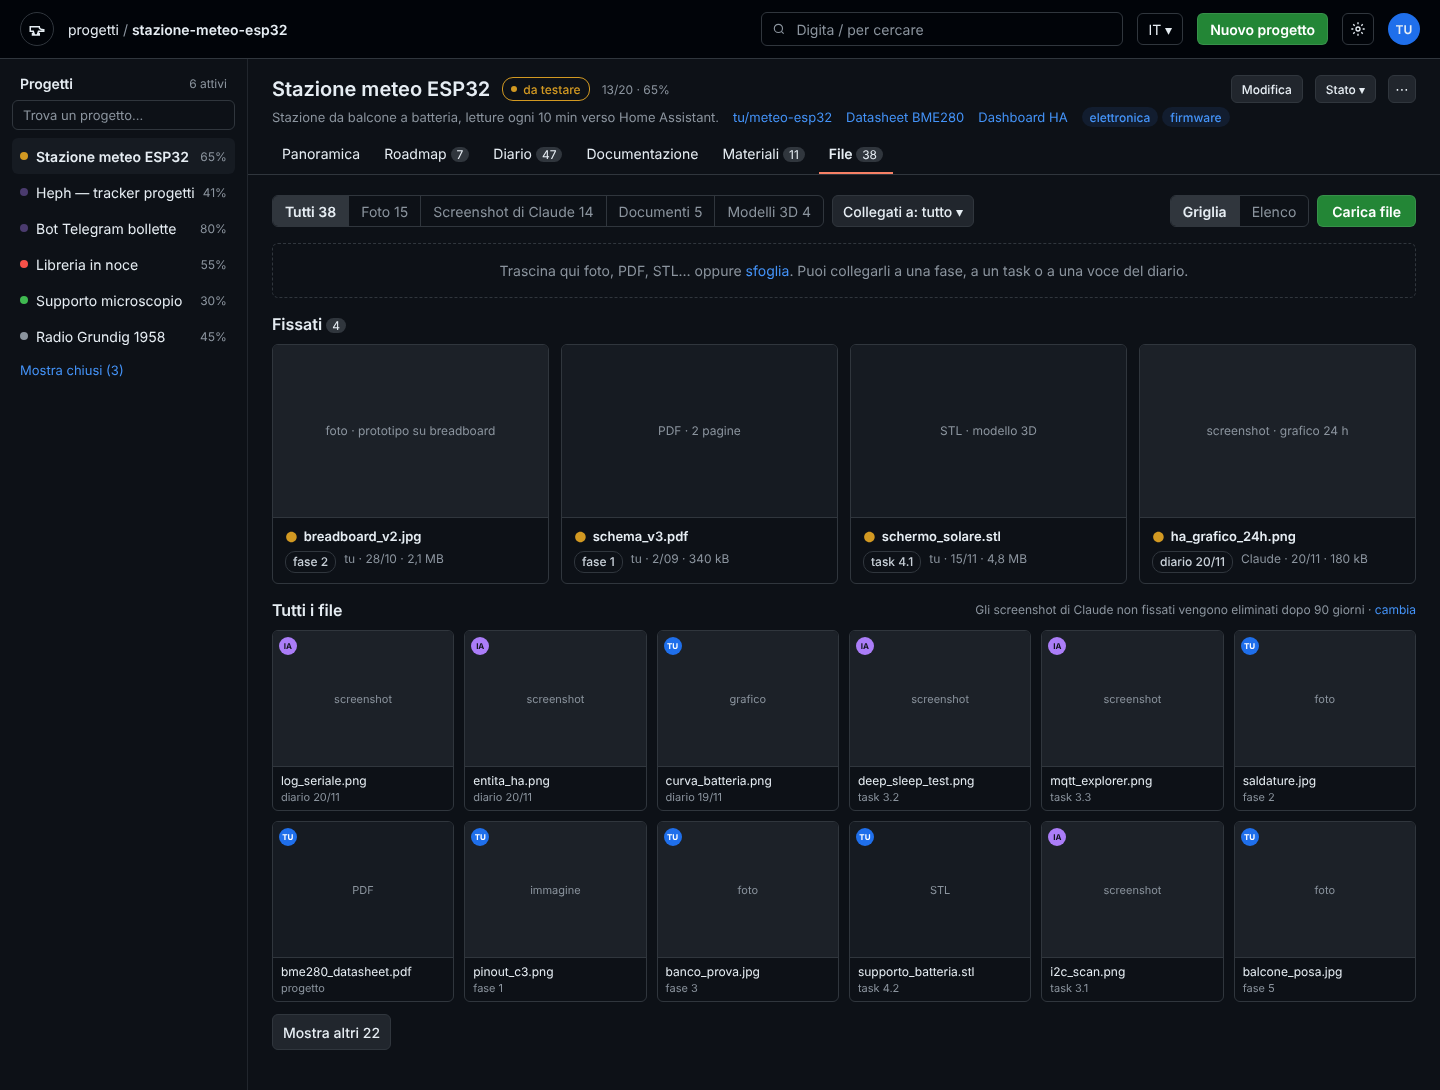 progetti / stazione-meteo-esp32
Digita / per cercare
IT ▾
Nuovo progetto
TU
Progetti
6 attivi
Trova un progetto...
Stazione meteo ESP32 65%
Heph — tracker progetti 41%
Bot Telegram bollette 80%
Libreria in noce 55%
Supporto microscopio 30%
Radio Grundig 1958 45%
Mostra chiusi (3)
Stazione meteo ESP32
da testare
13/20 · 65%
Modifica
Stato ▾
···
Stazione da balcone a batteria, letture ogni 10 min verso Home Assistant.
tu/meteo-esp32
Datasheet BME280
Dashboard HA
elettronica
firmware
Panoramica
Roadmap 7
Diario 47
Documentazione
Materiali 11
File 38
Tutti 38
Foto 15
Screenshot di Claude 14
Documenti 5
Modelli 3D 4
Collegati a: tutto ▾
Griglia
Elenco
Carica file
Trascina qui foto, PDF, STL... oppure sfoglia. Puoi collegarli a una fase, a un task o a una voce del diario.
Fissati 4
foto · prototipo su breadboard
PDF · 2 pagine
STL · modello 3D
screenshot · grafico 24 h
breadboard_v2.jpg
fase 2 tu · 28/10 · 2,1 MB
schema_v3.pdf
fase 1 tu · 2/09 · 340 kB
schermo_solare.stl
task 4.1 tu · 15/11 · 4,8 MB
ha_grafico_24h.png
diario 20/11 Claude · 20/11 · 180 kB
Tutti i file
Gli screenshot di Claude non fissati vengono eliminati dopo 90 giorni · cambia
IA
screenshot
log_seriale.png
diario 20/11
IA
screenshot
entita_ha.png
diario 20/11
TU
grafico
curva_batteria.png
diario 19/11
IA
screenshot
deep_sleep_test.png
task 3.2
IA
screenshot
mqtt_explorer.png
task 3.3
TU
foto
saldature.jpg
fase 2
TU
PDF
bme280_datasheet.pdf
progetto
TU
immagine
pinout_c3.png
fase 1
TU
foto
banco_prova.jpg
fase 3
TU
STL
supporto_batteria.stl
task 4.2
IA
screenshot
i2c_scan.png
task 3.1
TU
foto
balcone_posa.jpg
fase 5
Mostra altri 22